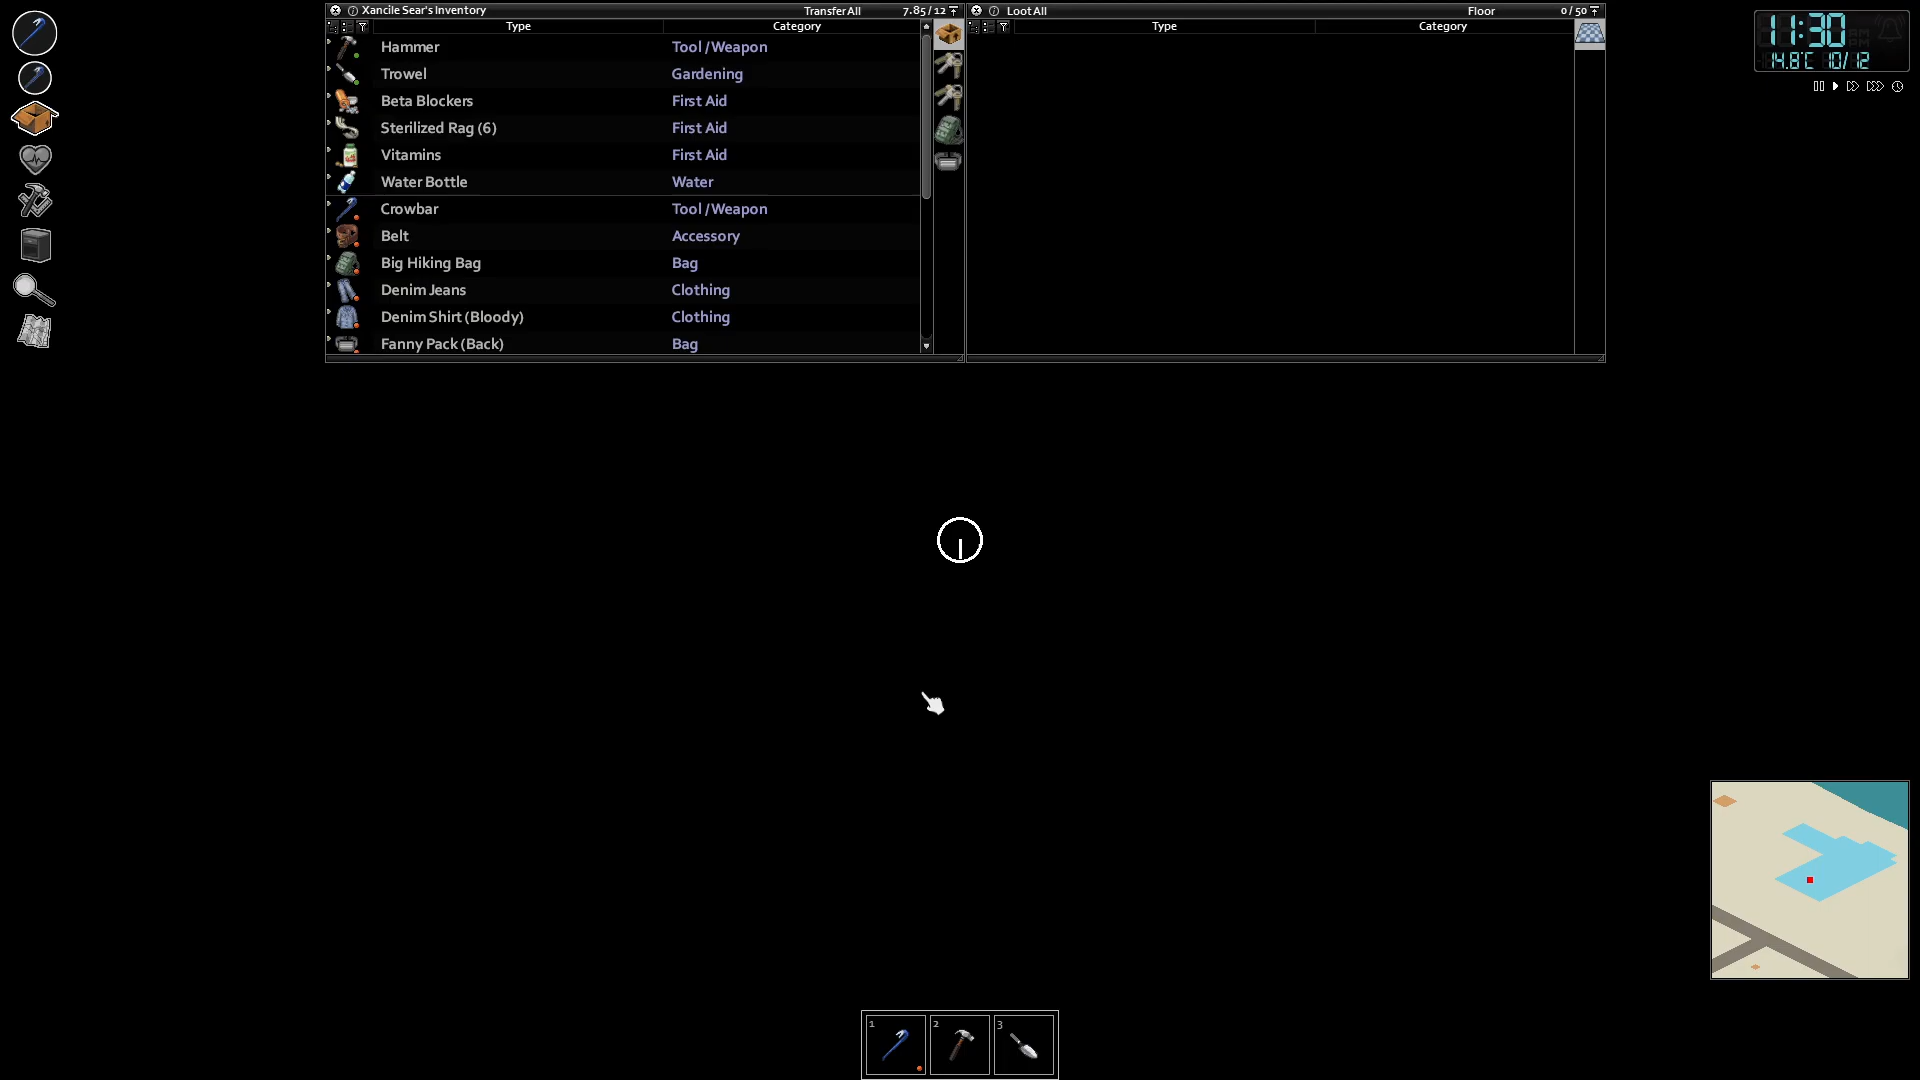 Xancile Sear's Inventory Transfer All 7.85 / 12
Type Category
Hammer Tool / Weapon
Trowel Gardening
Beta Blockers First Aid
Sterilized Rag (6) First Aid
Vitamins First Aid
Water Bottle Water
Crowbar Tool / Weapon
Belt Accessory
Big Hiking Bag Bag
Denim Jeans Clothing
Denim Shirt (Bloody) Clothing
Fanny Pack (Back) Bag
Loot All Floor 0 / 50
Type Category
11:30
14.8°C 10/12
1 2 3